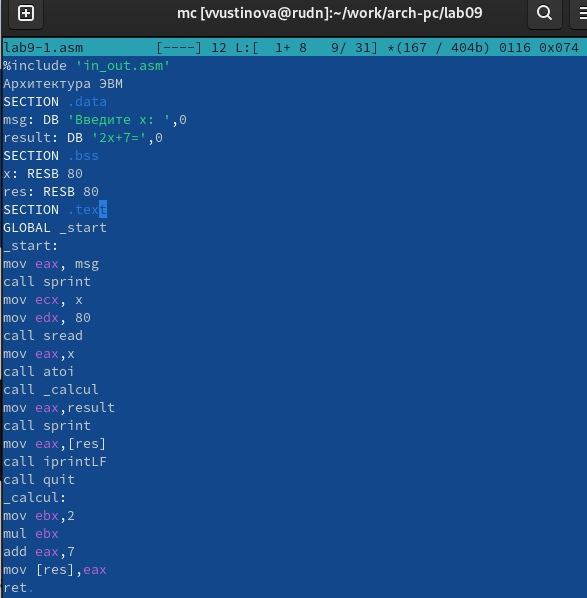 mc [vvustinova@rudn]:~/work/arch-pc/lab09
lab9-1.asm [----] 12 L:[ 1+ 8 9/ 31] *(167 / 404b) 0116 0x074
%include 'in_out.asm'
Архитектура ЭВМ
SECTION .data
msg: DB 'Введите x: ',0
result: DB '2x+7=',0
SECTION .bss
x: RESB 80
res: RESB 80
SECTION .text
GLOBAL _start
_start:
mov eax, msg
call sprint
mov ecx, x
mov edx, 80
call sread
mov eax,x
call atoi
call _calcul
mov eax,result
call sprint
mov eax,[res]
call iprintLF
call quit
_calcul:
mov ebx,2
mul ebx
add eax,7
mov [res],eax
ret.